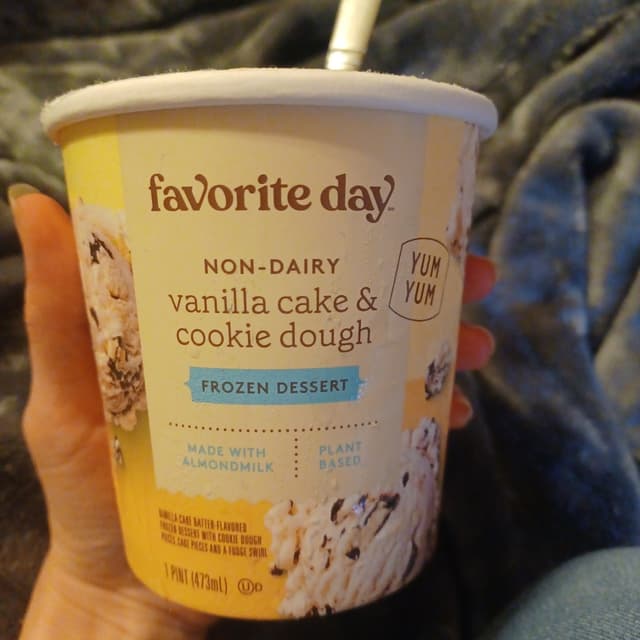 favorite day
NON-DAIRY
vanilla cake &
cookie dough
YUM
YUM
FROZEN DESSERT
MADE WITH
ALMONDMILK
PLANT
BASED
VANILLA CAKE BATTER-FLAVORED
FROZEN DESSERT WITH COOKIE DOUGH
PIECES, CAKE PIECES AND A FUDGE SWIRL
1 PINT (473mL) U D